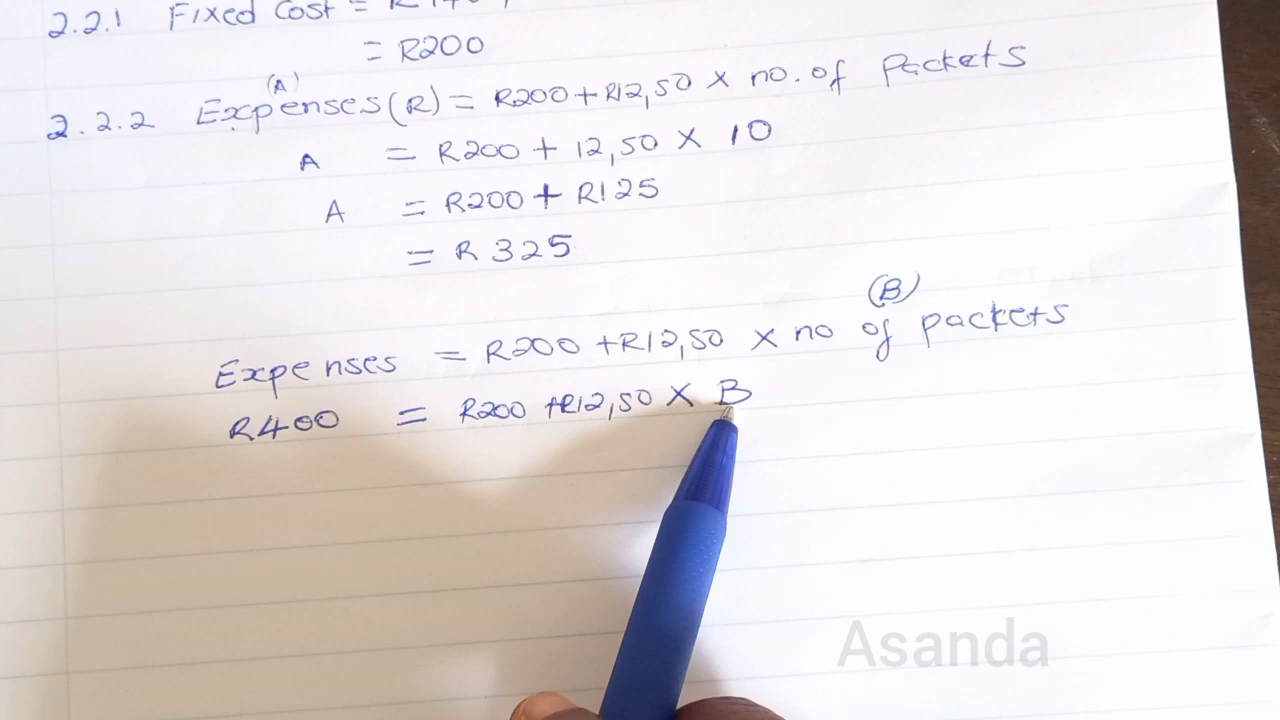 2.2.1 Fixed Cost =
= R200
(A)
2.2.2 Expenses (R) = R200 + R12,50 × no. of Packets
A = R200 + 12,50 × 10
A = R200 + R125
= R325
(B)
Expenses = R200 + R12,50 × no of packets
R400 = R200 + R12,50 × B
Asanda